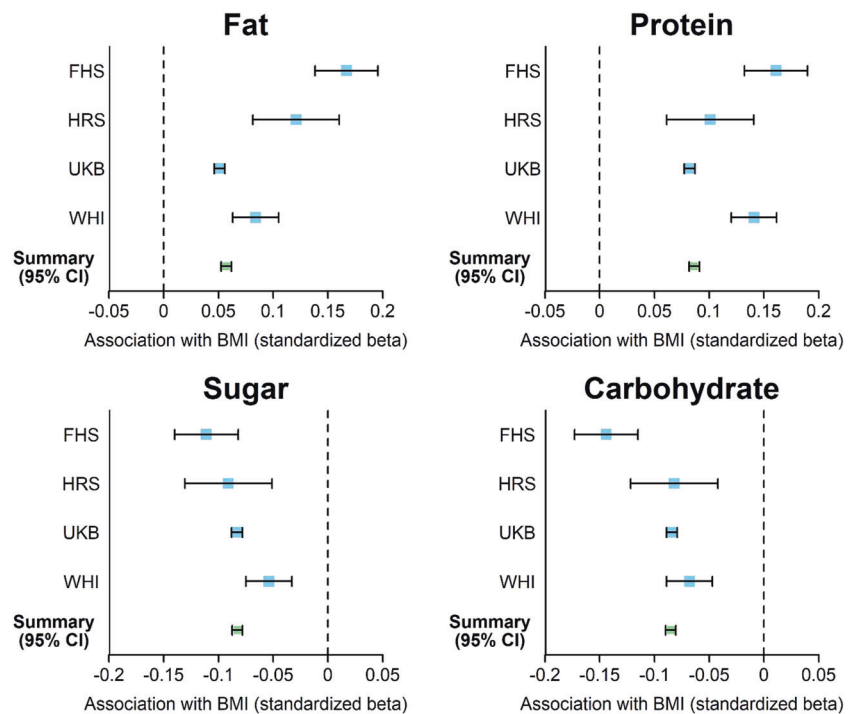 Fat
FHS
HRS
UKB
WHI
Summary
(95% CI)
-0.05 0 0.05 0.1 0.15 0.2
Association with BMI (standardized beta)
Protein
FHS
HRS
UKB
WHI
Summary
(95% CI)
-0.05 0 0.05 0.1 0.15 0.2
Association with BMI (standardized beta)
Sugar
FHS
HRS
UKB
WHI
Summary
(95% CI)
-0.2 -0.15 -0.1 -0.05 0 0.05
Association with BMI (standardized beta)
Carbohydrate
FHS
HRS
UKB
WHI
Summary
(95% CI)
-0.2 -0.15 -0.1 -0.05 0 0.05
Association with BMI (standardized beta)